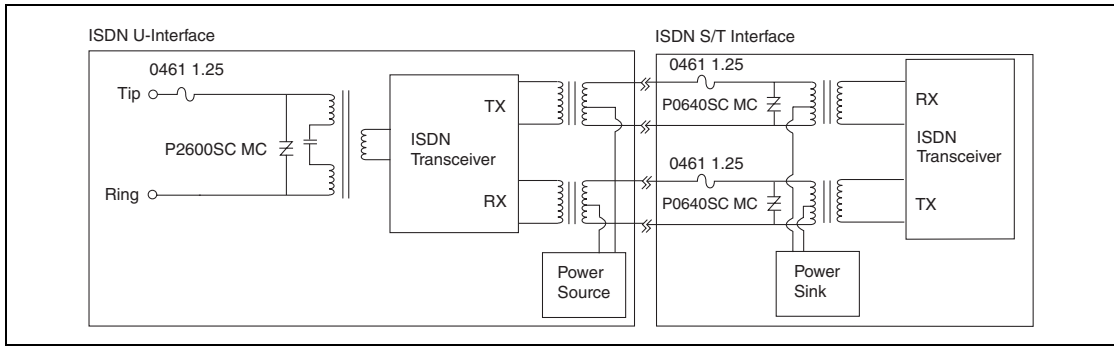 ISDN U-Interface
0461 1.25
Tip
P2600SC MC
Ring
TX
ISDN
Transceiver
RX
Power
Source
ISDN S/T Interface
0461 1.25
P0640SC MC
0461 1.25
P0640SC MC
RX
ISDN
Transceiver
TX
Power
Sink